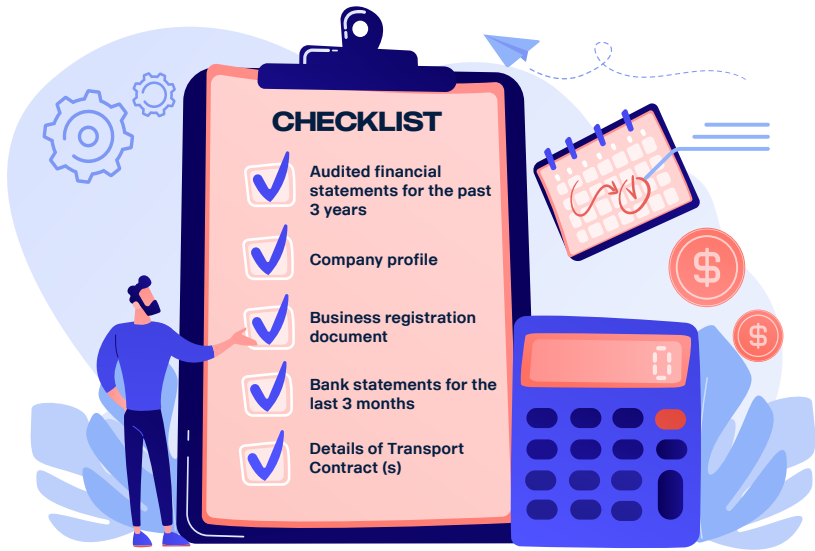 CHECKLIST
Audited financial
statements for the past
3 years
Company profile
Business registration
document
Bank statements for the
last 3 months
Details of Transport
Contract (s)
$
$
0